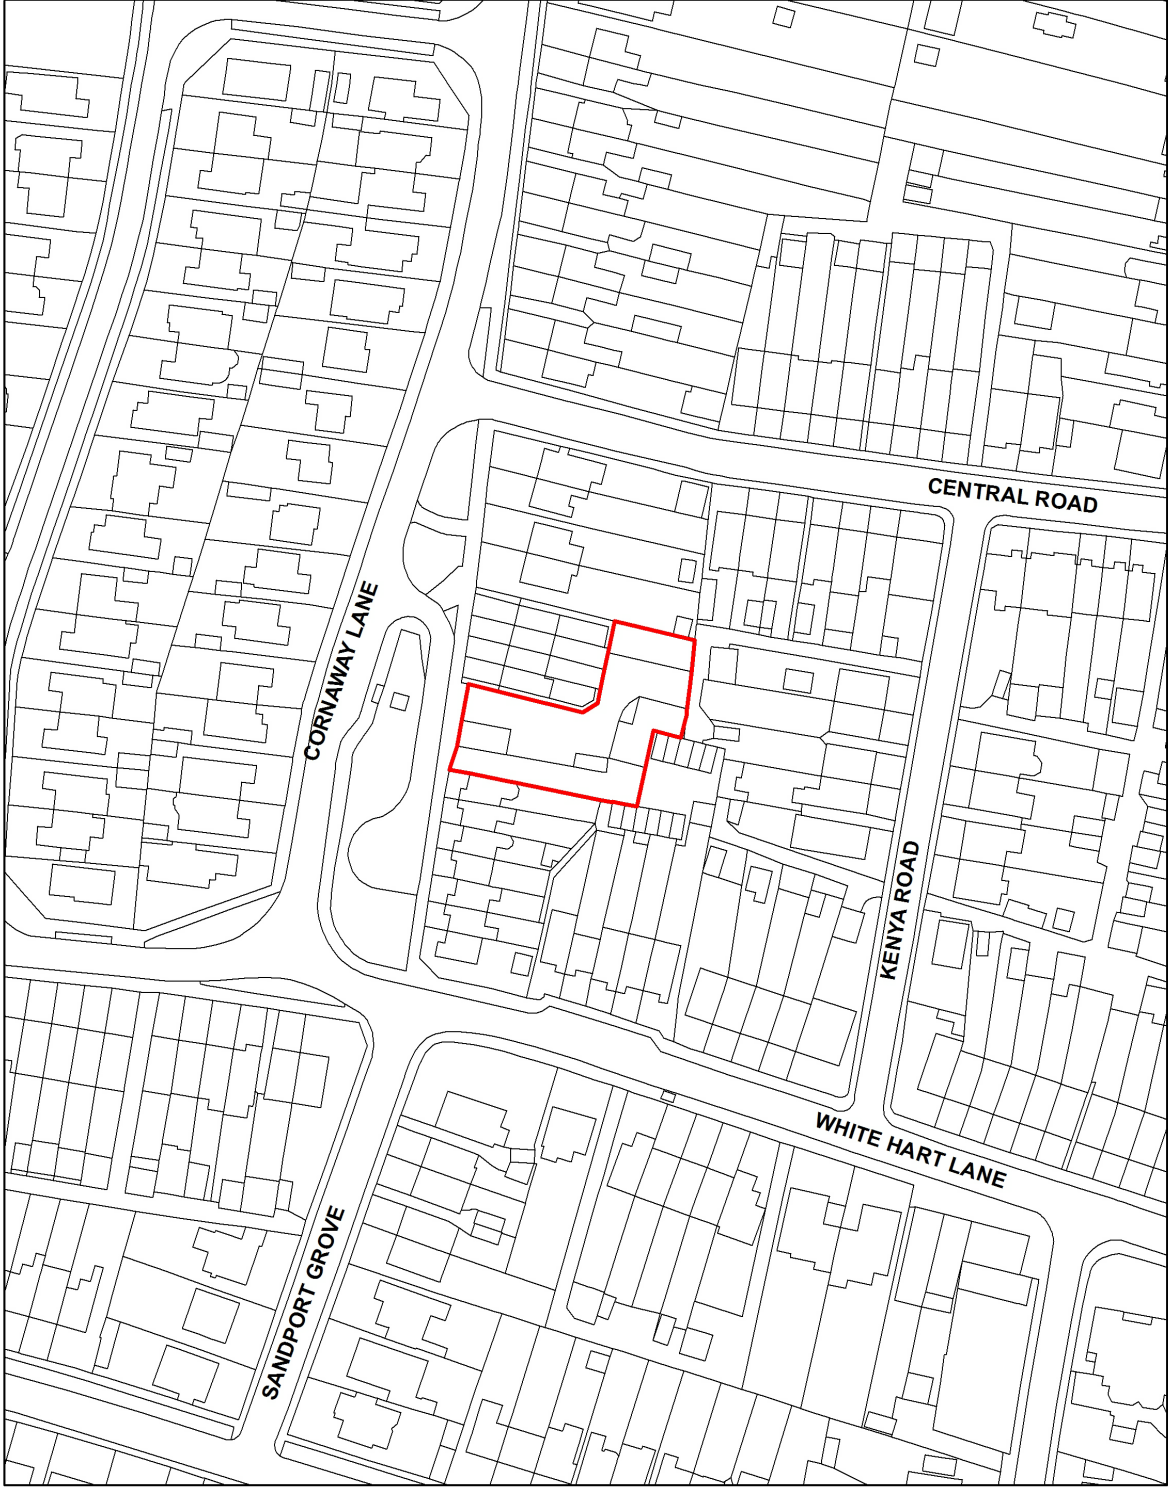 CENTRAL ROAD
CORNAWAY LANE
KENYA ROAD
WHITE HART LANE
SANDPORT GROVE